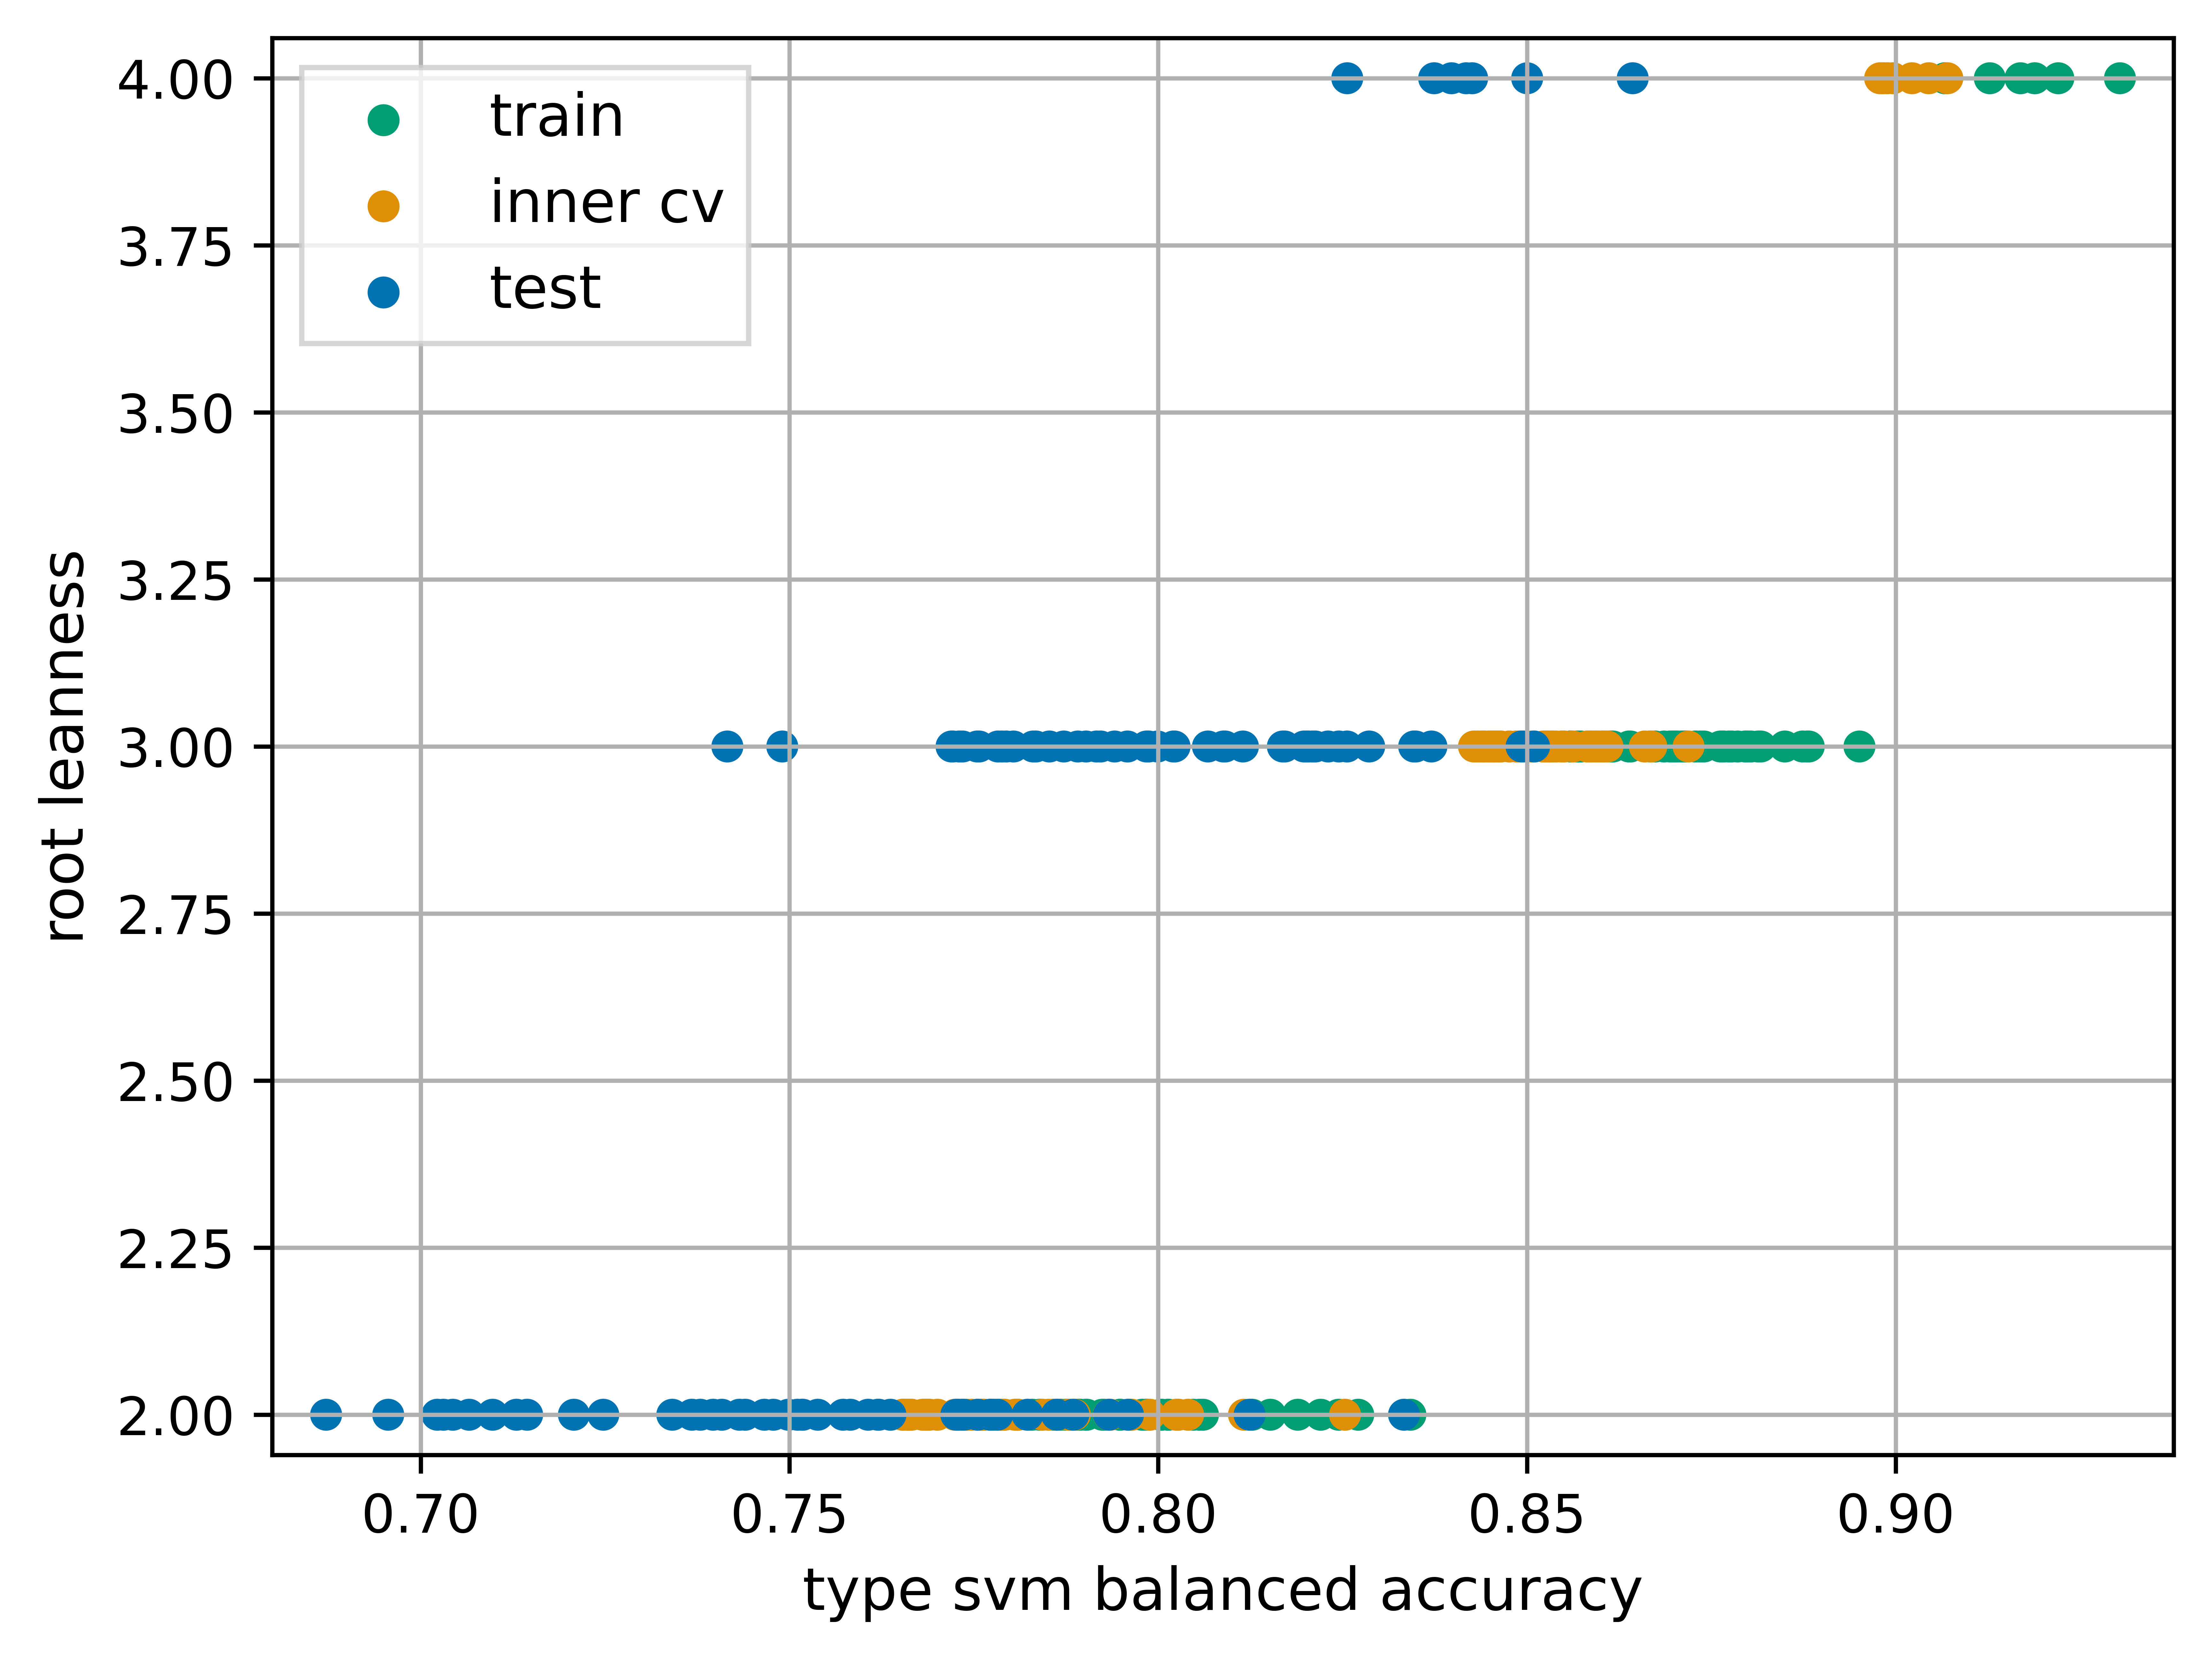 4.00
3.75
3.50
3.25
3.00
2.75
2.50
2.25
2.00
root leanness
train
inner cv
test
0.70 0.75 0.80 0.85 0.90
type svm balanced accuracy